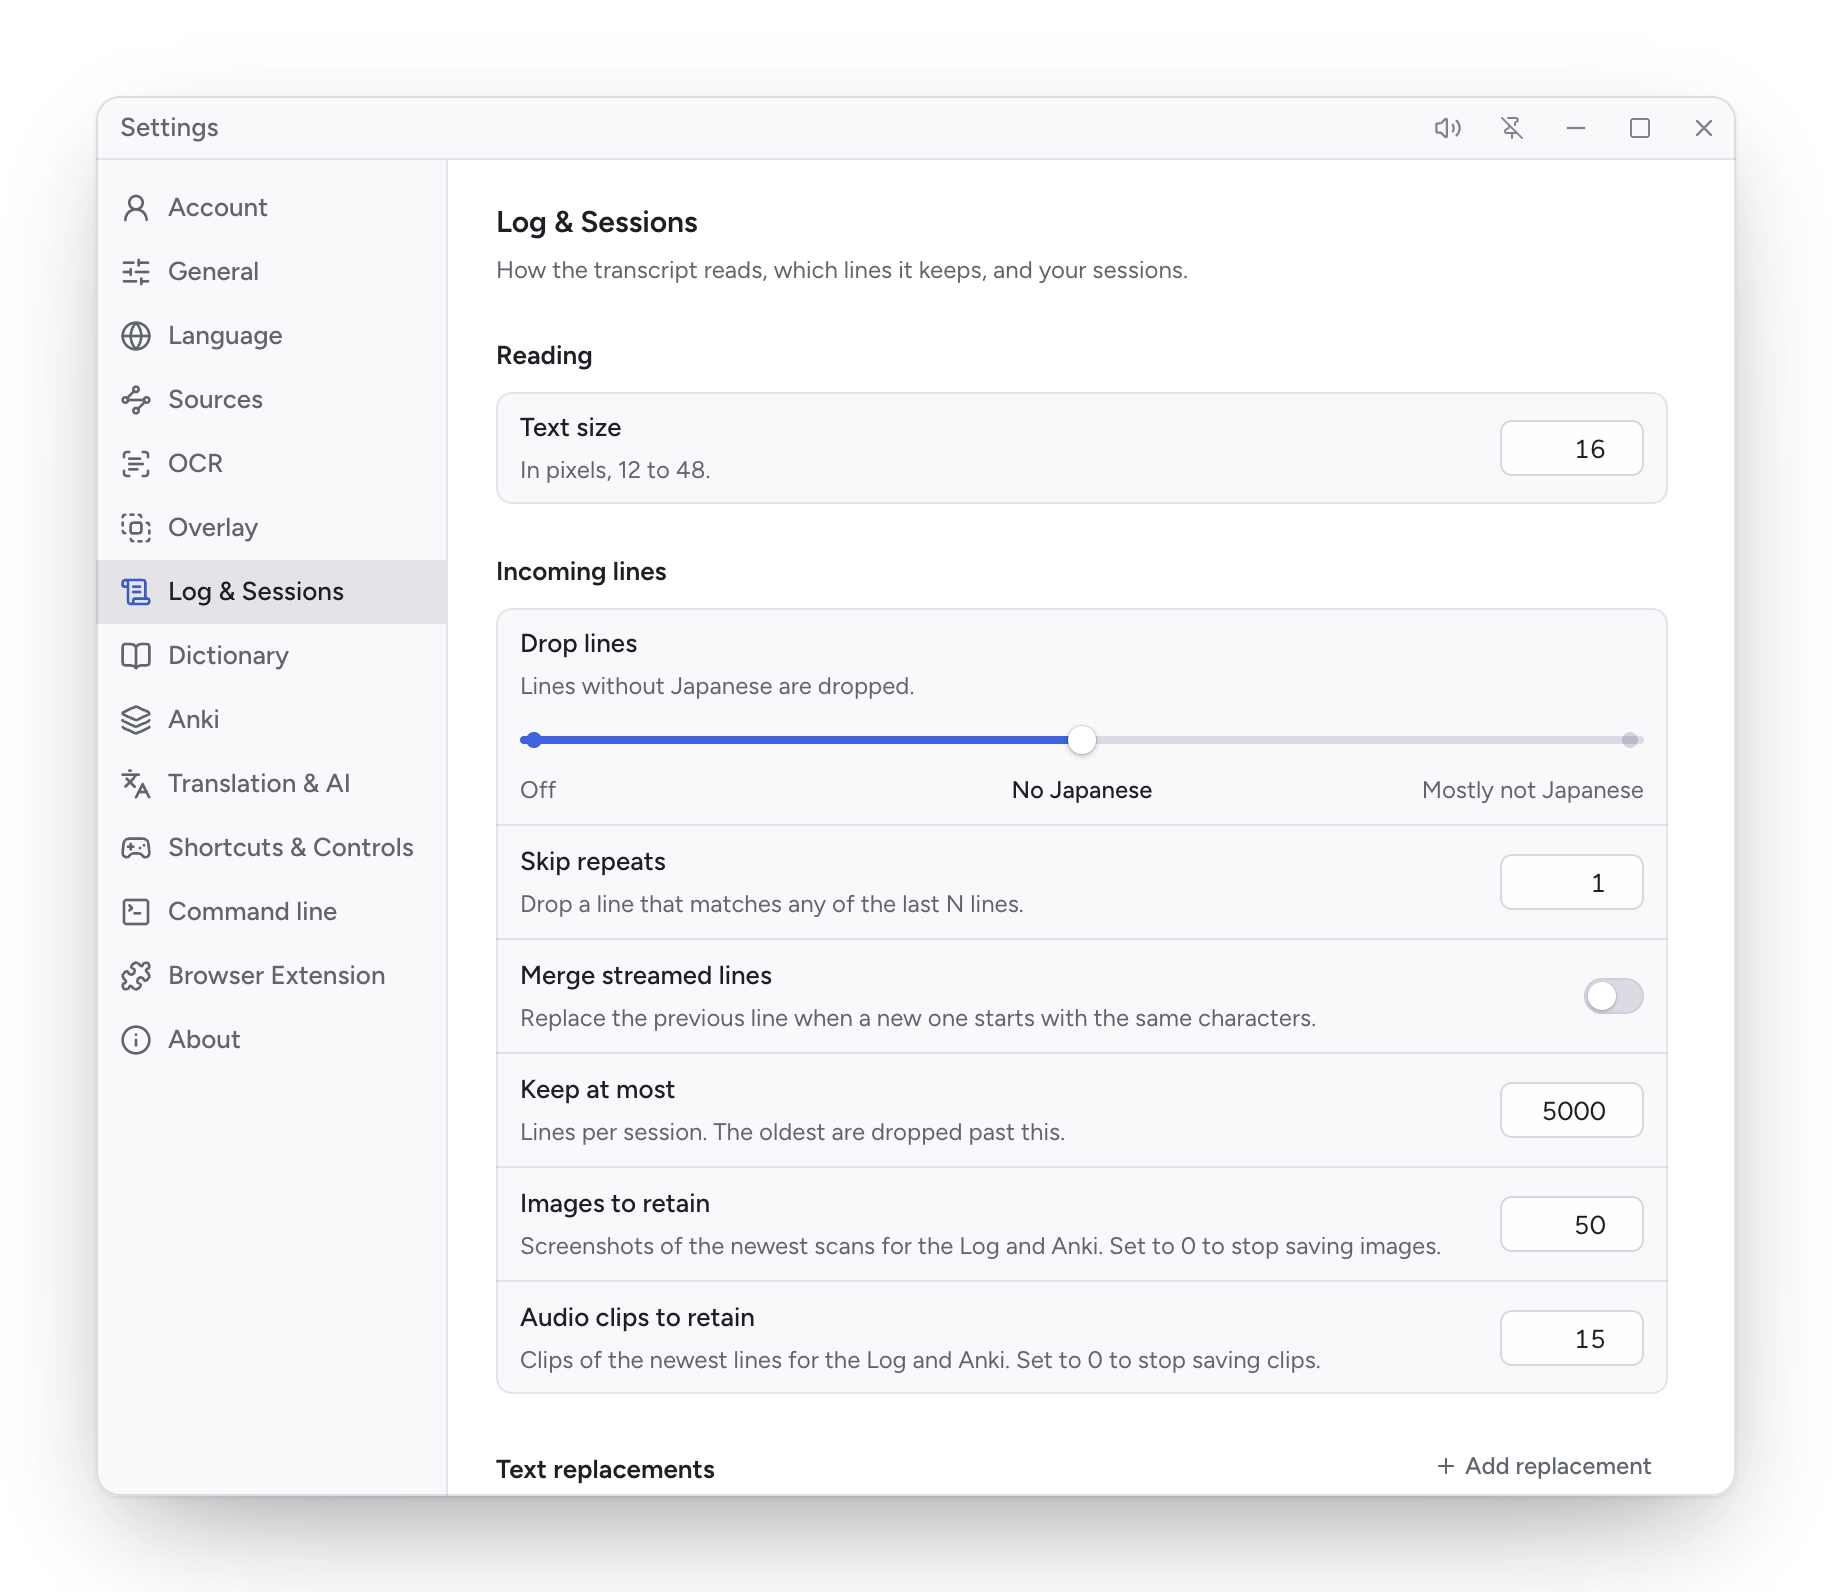 Settings
Account
General
Language
Sources
OCR
Overlay
Log & Sessions
Dictionary
Anki
Translation & AI
Shortcuts & Controls
Command line
Browser Extension
About
Log & Sessions
How the transcript reads, which lines it keeps, and your sessions.
Reading
Text size
In pixels, 12 to 48.
16
Incoming lines
Drop lines
Lines without Japanese are dropped.
Off
No Japanese
Mostly not Japanese
Skip repeats
Drop a line that matches any of the last N lines.
1
Merge streamed lines
Replace the previous line when a new one starts with the same characters.
Keep at most
Lines per session. The oldest are dropped past this.
5000
Images to retain
Screenshots of the newest scans for the Log and Anki. Set to 0 to stop saving images.
50
Audio clips to retain
Clips of the newest lines for the Log and Anki. Set to 0 to stop saving clips.
15
Text replacements
+ Add replacement